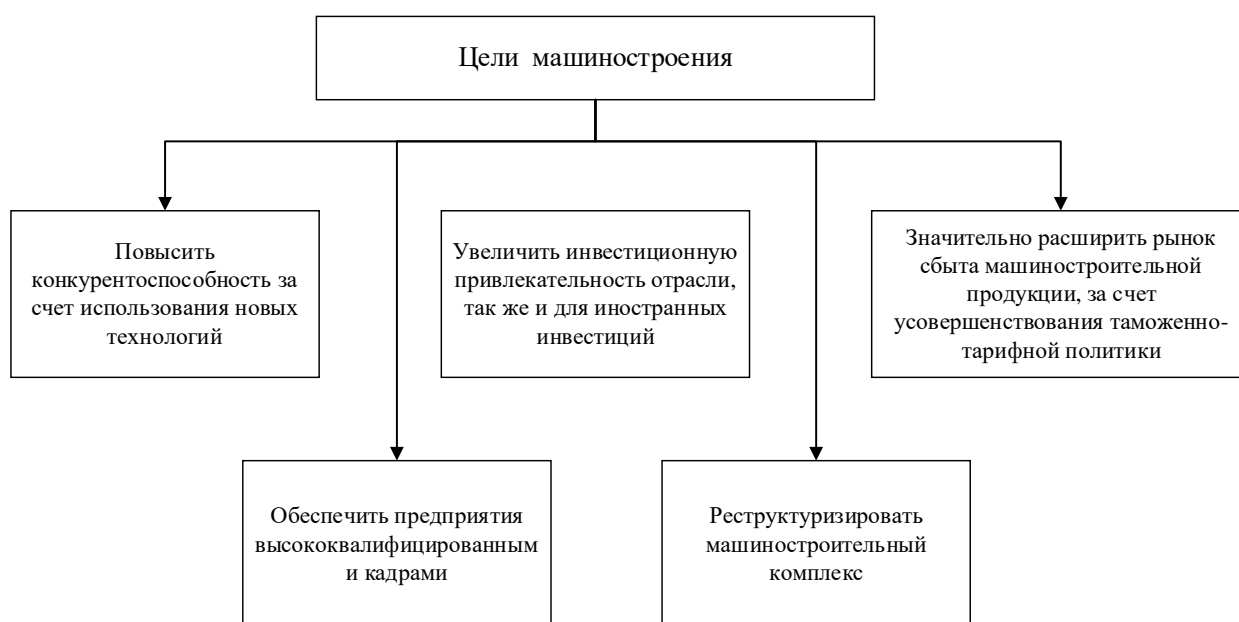 Цели машиностроения
Повысить
конкурентоспособность за
счет использования новых
технологий
Увеличить инвестиционную
привлекательность отрасли,
так же и для иностранных
инвестиций
Значительно расширить рынок
сбыта машиностроительной
продукции, за счет
усовершенствования таможенно-
тарифной политики
Обеспечить предприятия
высококвалифицированным
и кадрами
Реструктуризировать
машиностроительный
комплекс